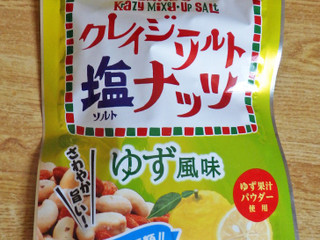 KRAZY MIXED-UP SALT
クレイジーソルト
塩ナッツ
ソルト
ゆず風味
さわやか旨い!
ゆず果汁
パウダー
使用